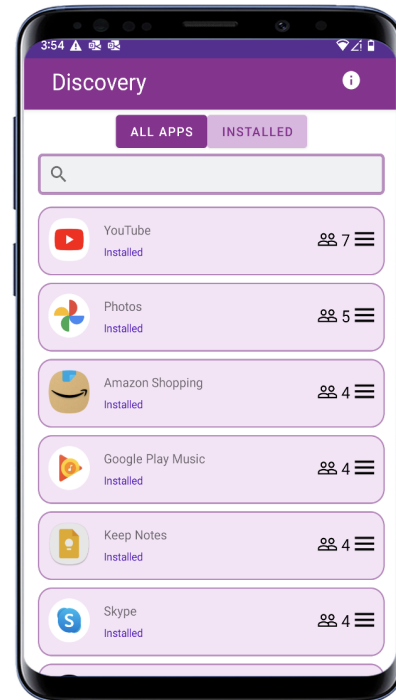 3:54
Discovery
ALL APPS INSTALLED
YouTube
Installed
7
Photos
Installed
5
Amazon Shopping
Installed
4
Google Play Music
Installed
4
Keep Notes
Installed
4
Skype
Installed
4